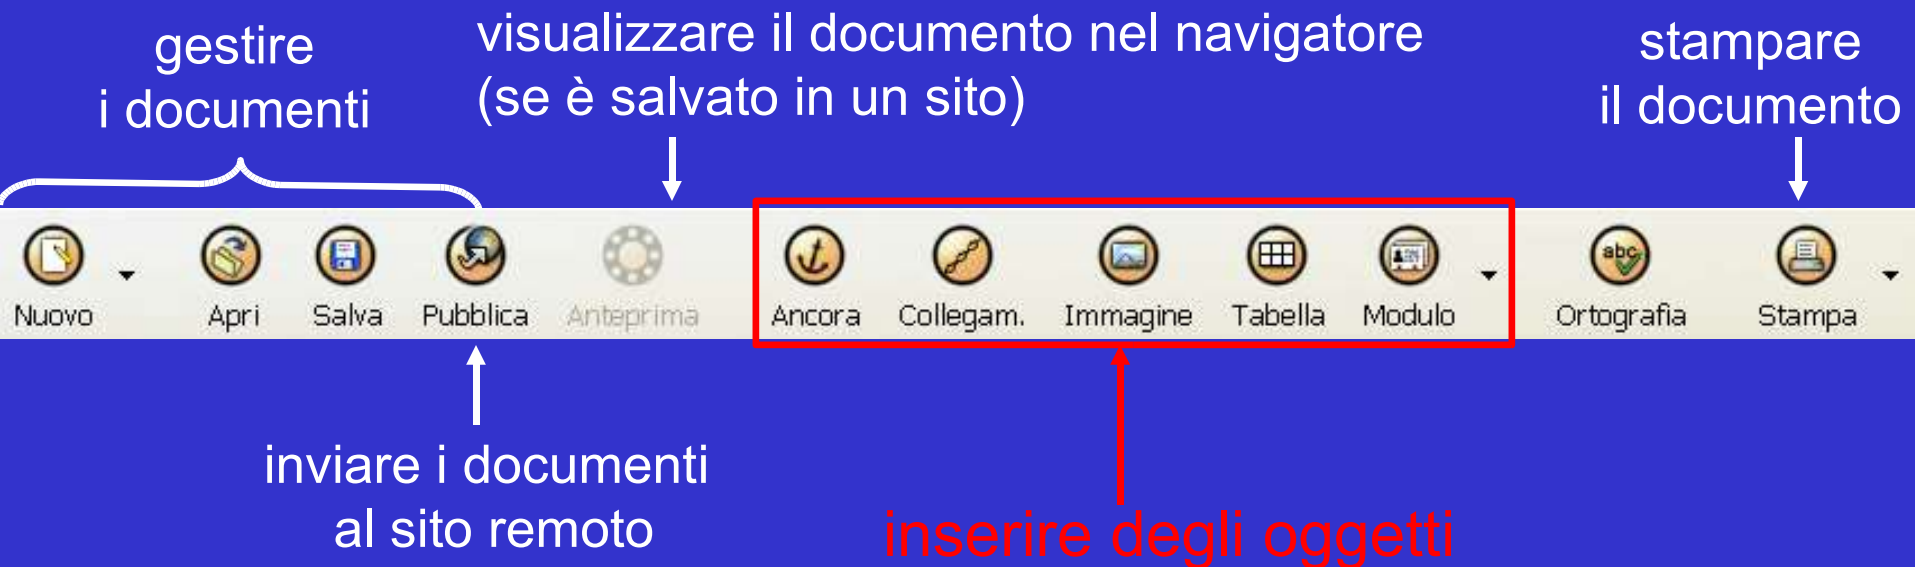 gestire
i documenti
visualizzare il documento nel navigatore
(se è salvato in un sito)
stampare
il documento
Nuovo
Apri
Salva
Pubblica
Anteprima
Ancora
Collegam.
Immagine
Tabella
Modulo
abc
Ortografia
Stampa
inviare i documenti
al sito remoto
inserire degli oggetti